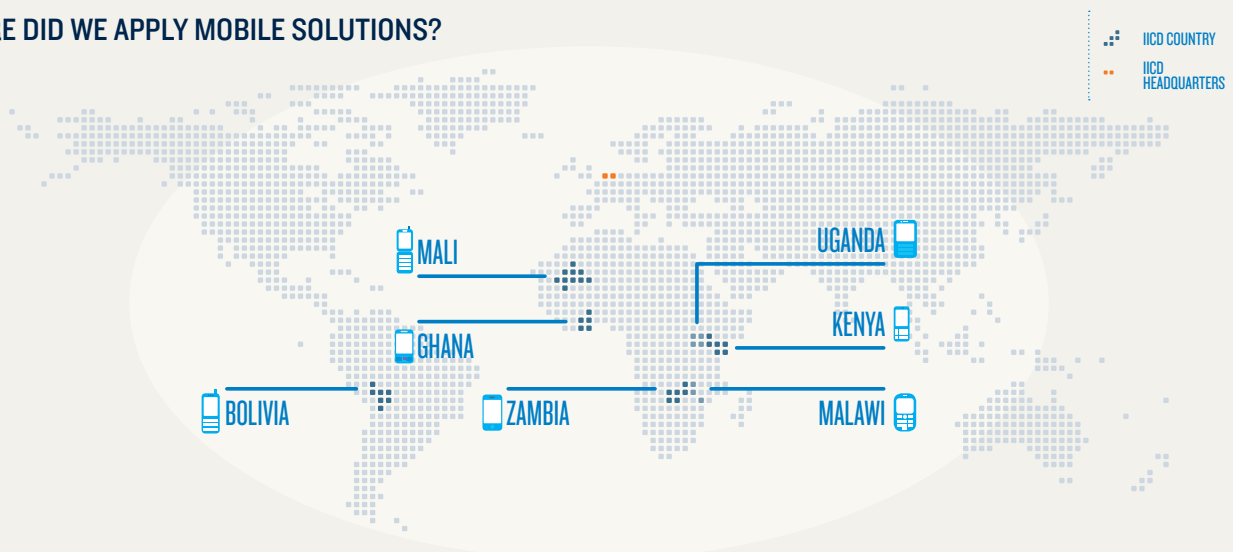 E DID WE APPLY MOBILE SOLUTIONS?
IICD COUNTRY
IICD
HEADQUARTERS
MALI
UGANDA
KENYA
GHANA
BOLIVIA
ZAMBIA
MALAWI